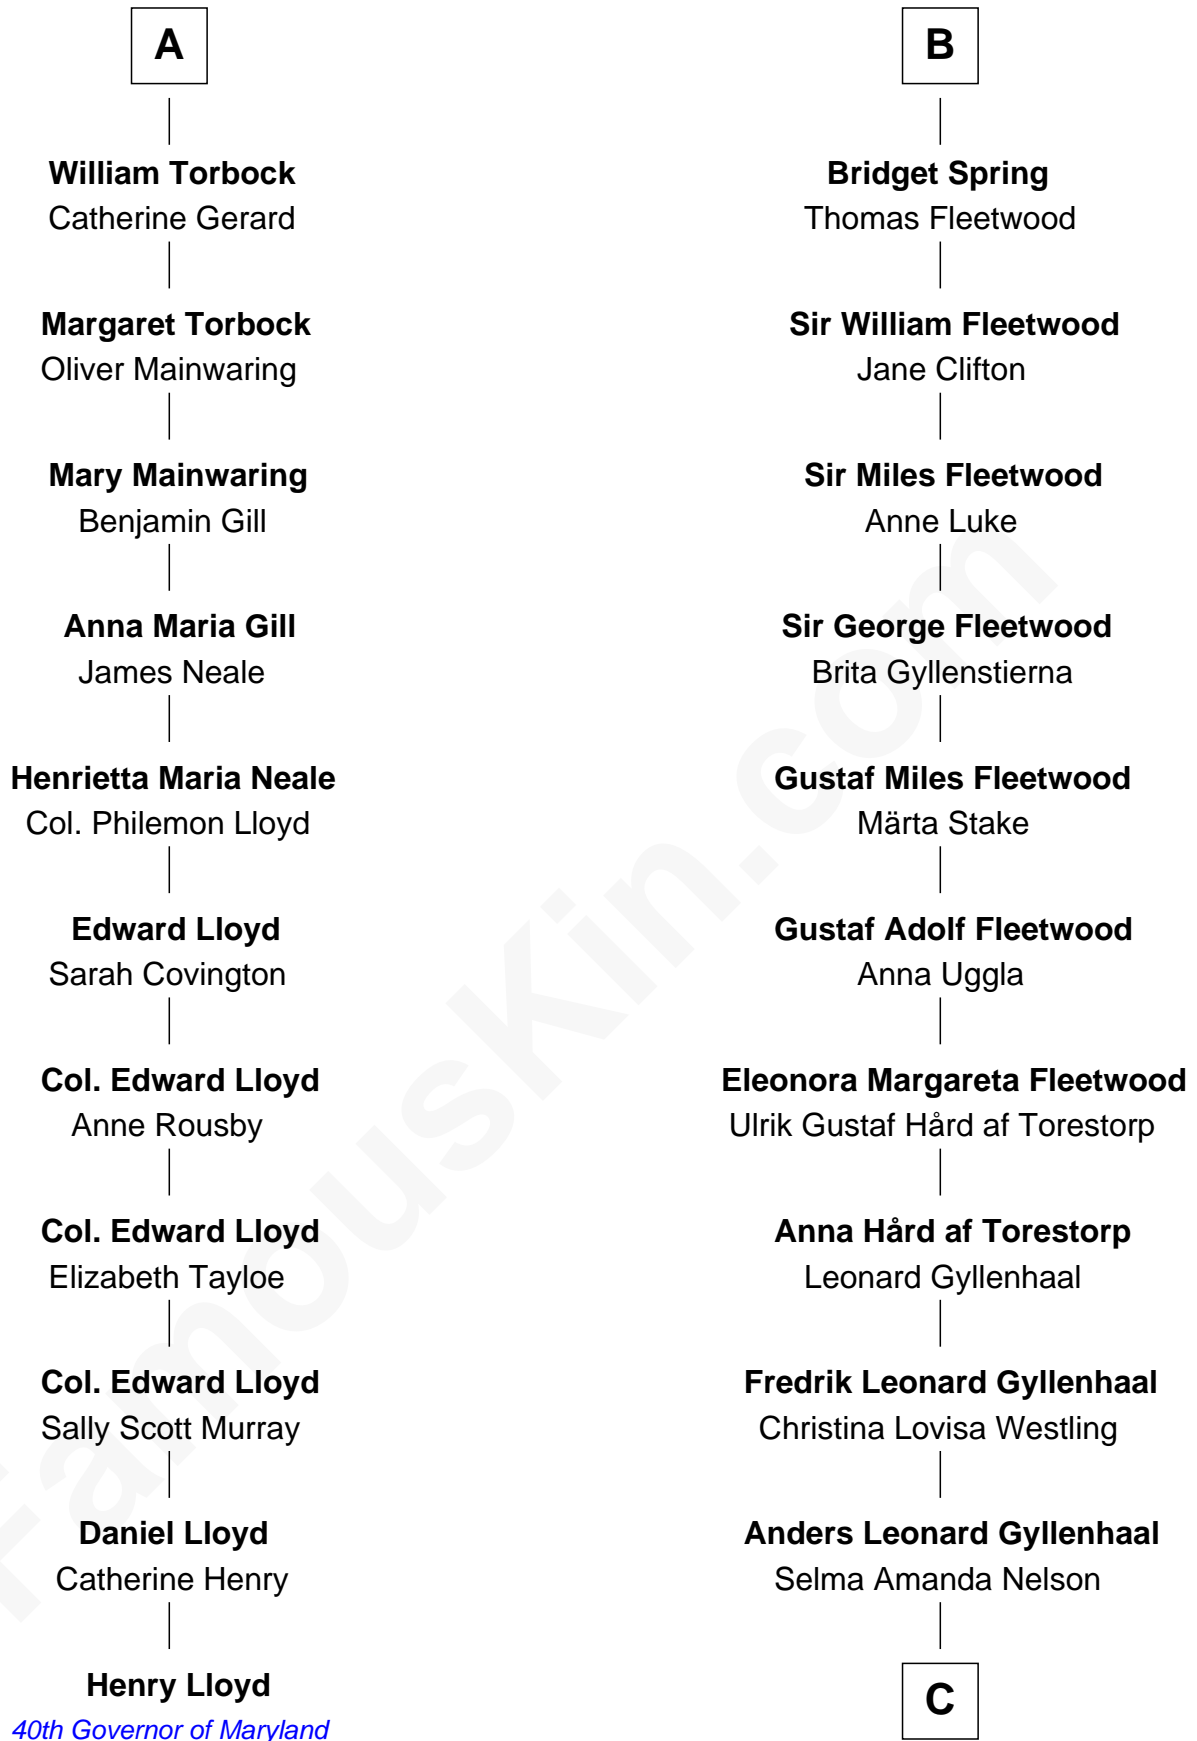 A
William Torbock
Catherine Gerard
Margaret Torbock
Oliver Mainwaring
Mary Mainwaring
Benjamin Gill
Anna Maria Gill
James Neale
Henrietta Maria Neale
Col. Philemon Lloyd
Edward Lloyd
Sarah Covington
Col. Edward Lloyd
Anne Rousby
Col. Edward Lloyd
Elizabeth Tayloe
Col. Edward Lloyd
Sally Scott Murray
Daniel Lloyd
Catherine Henry
Henry Lloyd
40th Governor of Maryland
B
Bridget Spring
Thomas Fleetwood
Sir William Fleetwood
Jane Clifton
Sir Miles Fleetwood
Anne Luke
Sir George Fleetwood
Brita Gyllenstierna
Gustaf Miles Fleetwood
Märta Stake
Gustaf Adolf Fleetwood
Anna Uggla
Eleonora Margareta Fleetwood
Ulrik Gustaf Hård af Torestorp
Anna Hård af Torestorp
Leonard Gyllenhaal
Fredrik Leonard Gyllenhaal
Christina Lovisa Westling
Anders Leonard Gyllenhaal
Selma Amanda Nelson
C
FamousKin.com